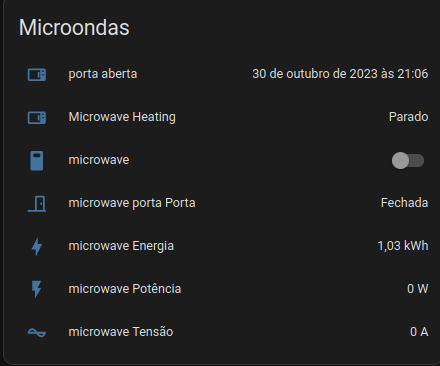 Microondas
porta aberta 30 de outubro de 2023 às 21:06
Microwave Heating Parado
microwave
microwave porta Porta Fechada
microwave Energia 1,03 kWh
microwave Potência 0 W
microwave Tensão 0 A